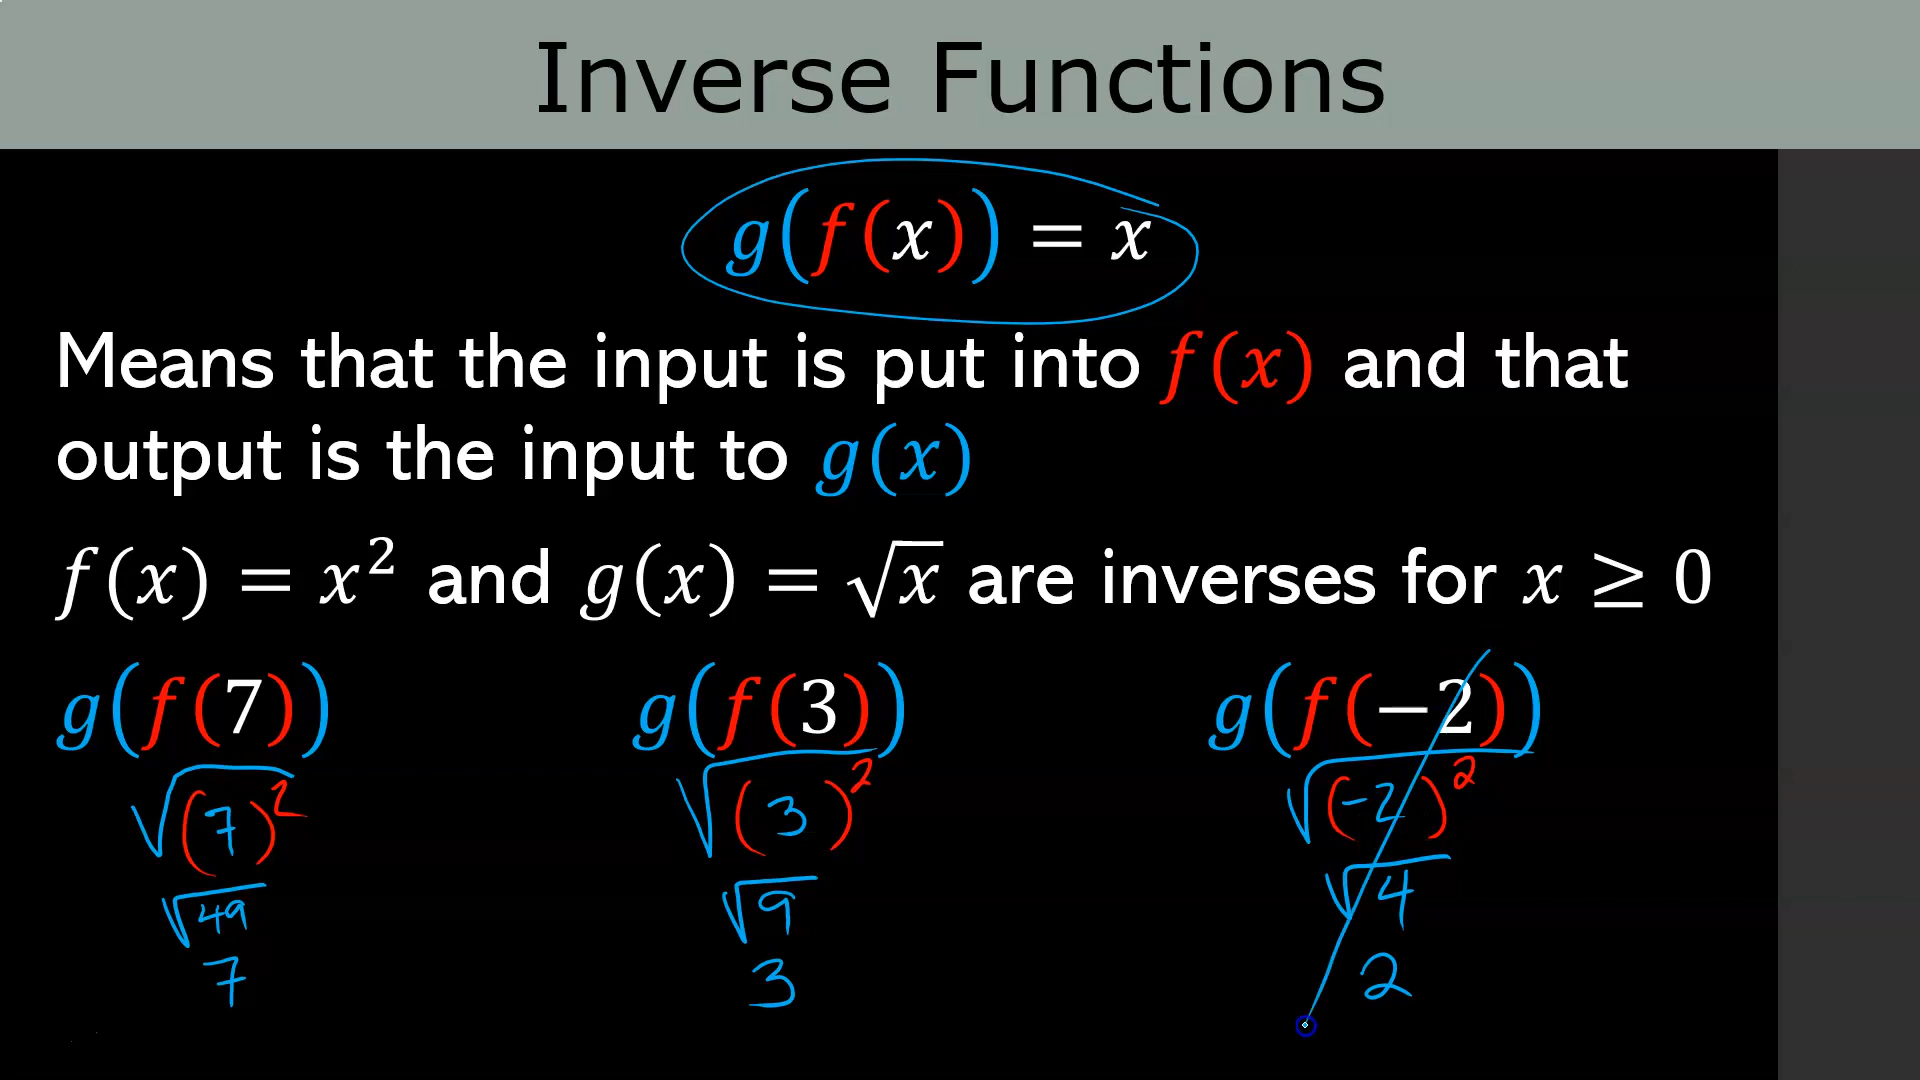 Inverse Functions
g(f(x)) = x
Means that the input is put into f(x) and that
output is the input to g(x)
f(x) = x² and g(x) = √x are inverses for x ≥ 0
g(f(7)) g(f(3)) g(f(−2))
√(7)² √(3)² √(-2)²
√49 √9 √4
7 3 2